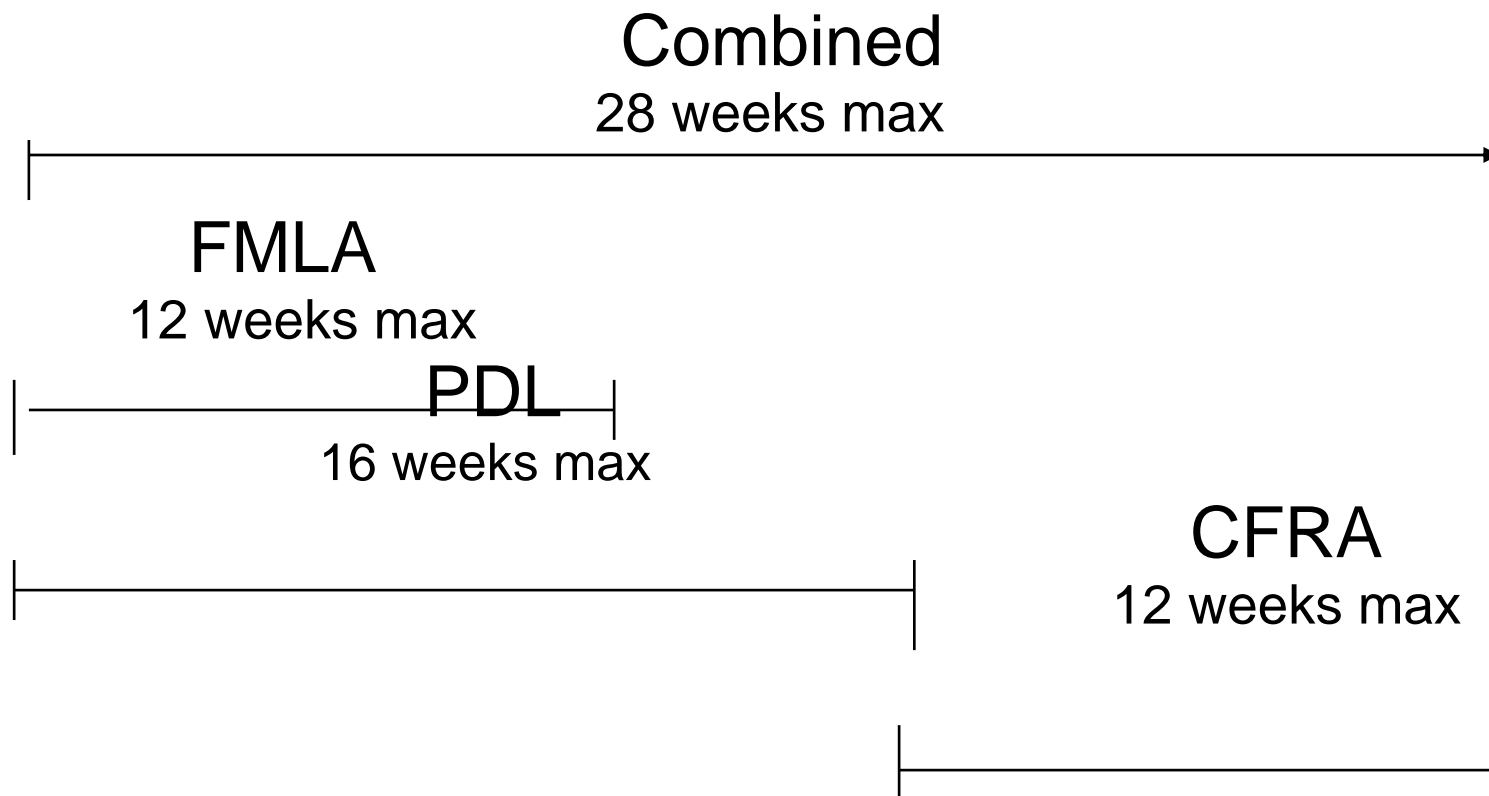 Combined
28 weeks max
FMLA
12 weeks max
PDL
16 weeks max
CFRA
12 weeks max